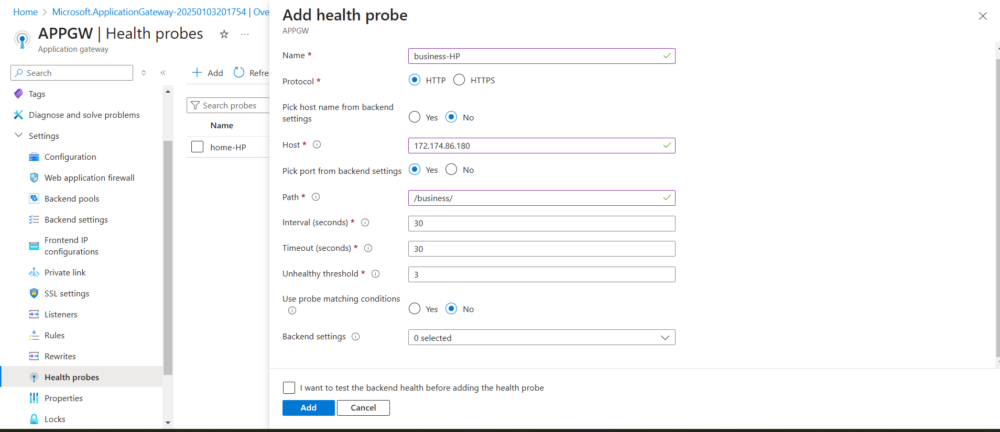 Home > Microsoft.ApplicationGateway-20250103201754 | Ove
APPGW | Health probes
Application gateway
Search
Tags
Diagnose and solve problems
Settings
Configuration
Web application firewall
Backend pools
Backend settings
Frontend IP
configurations
Private link
SSL settings
Listeners
Rules
Rewrites
Health probes
Properties
Locks
Add Refre
Search probes
Name
home-HP
Add health probe
APPGW
Name * business-HP
Protocol * HTTP HTTPS
Pick host name from backend
settings Yes No
Host * 172.174.86.180
Pick port from backend settings Yes No
Path * /business/
Interval (seconds) * 30
Timeout (seconds) * 30
Unhealthy threshold * 3
Use probe matching conditions
Yes No
Backend settings 0 selected
I want to test the backend health before adding the health probe
Add Cancel